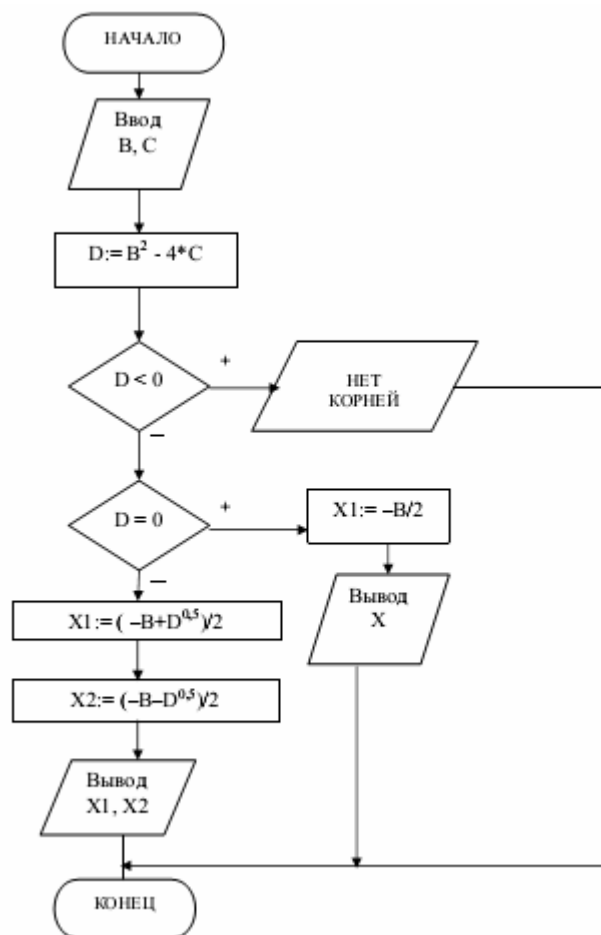 НАЧАЛО
Ввод
B, C
D:= B² - 4*C
D < 0
+
НЕТ
КОРНЕЙ
–
D = 0
+
X1:= –B/2
–
Вывод
X
X1:= ( –B+D⁰,⁵)/2
X2:= (–B–D⁰,⁵)/2
Вывод
X1, X2
КОНЕЦ